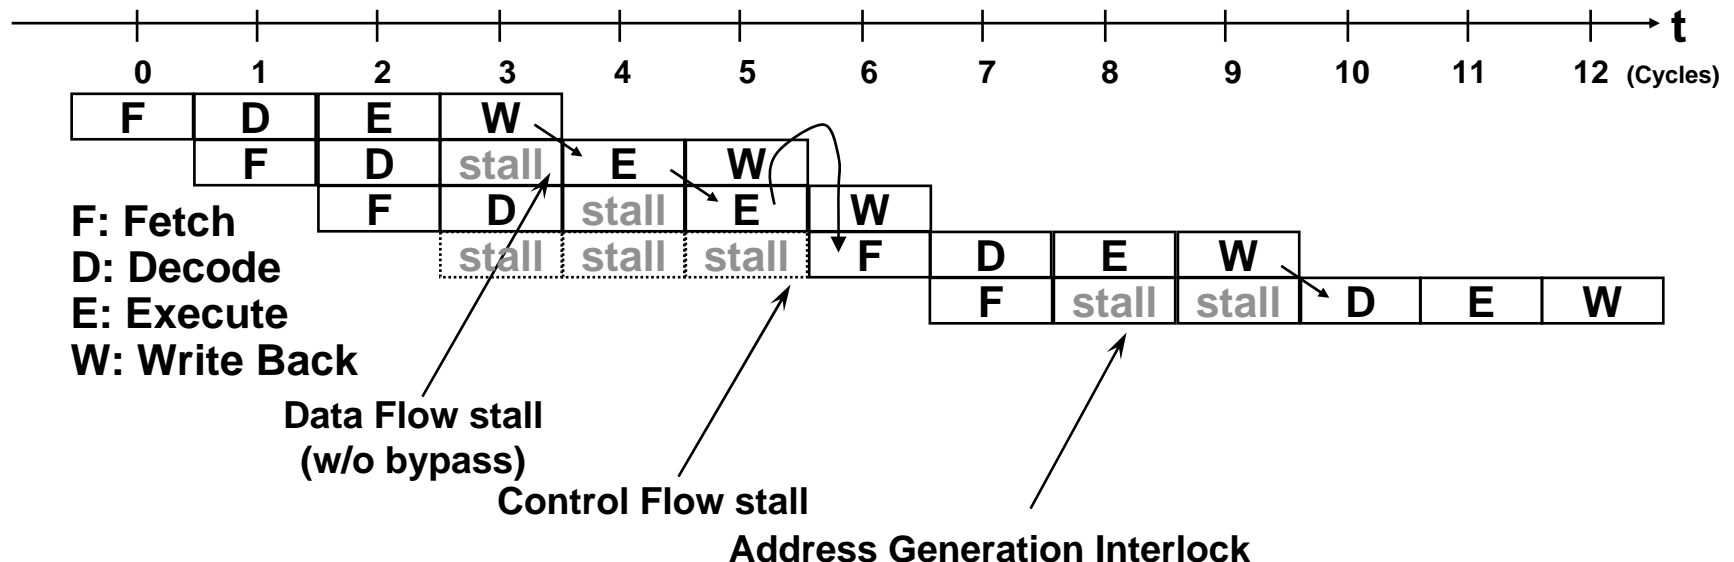 t
0 1 2 3 4 5 6 7 8 9 10 11 12 (Cycles)
F D E W
F D stall E W
F D stall E W
stall stall stall F D E W
F stall stall D E W
F: Fetch
D: Decode
E: Execute
W: Write Back
Data Flow stall
(w/o bypass)
Control Flow stall
Address Generation Interlock